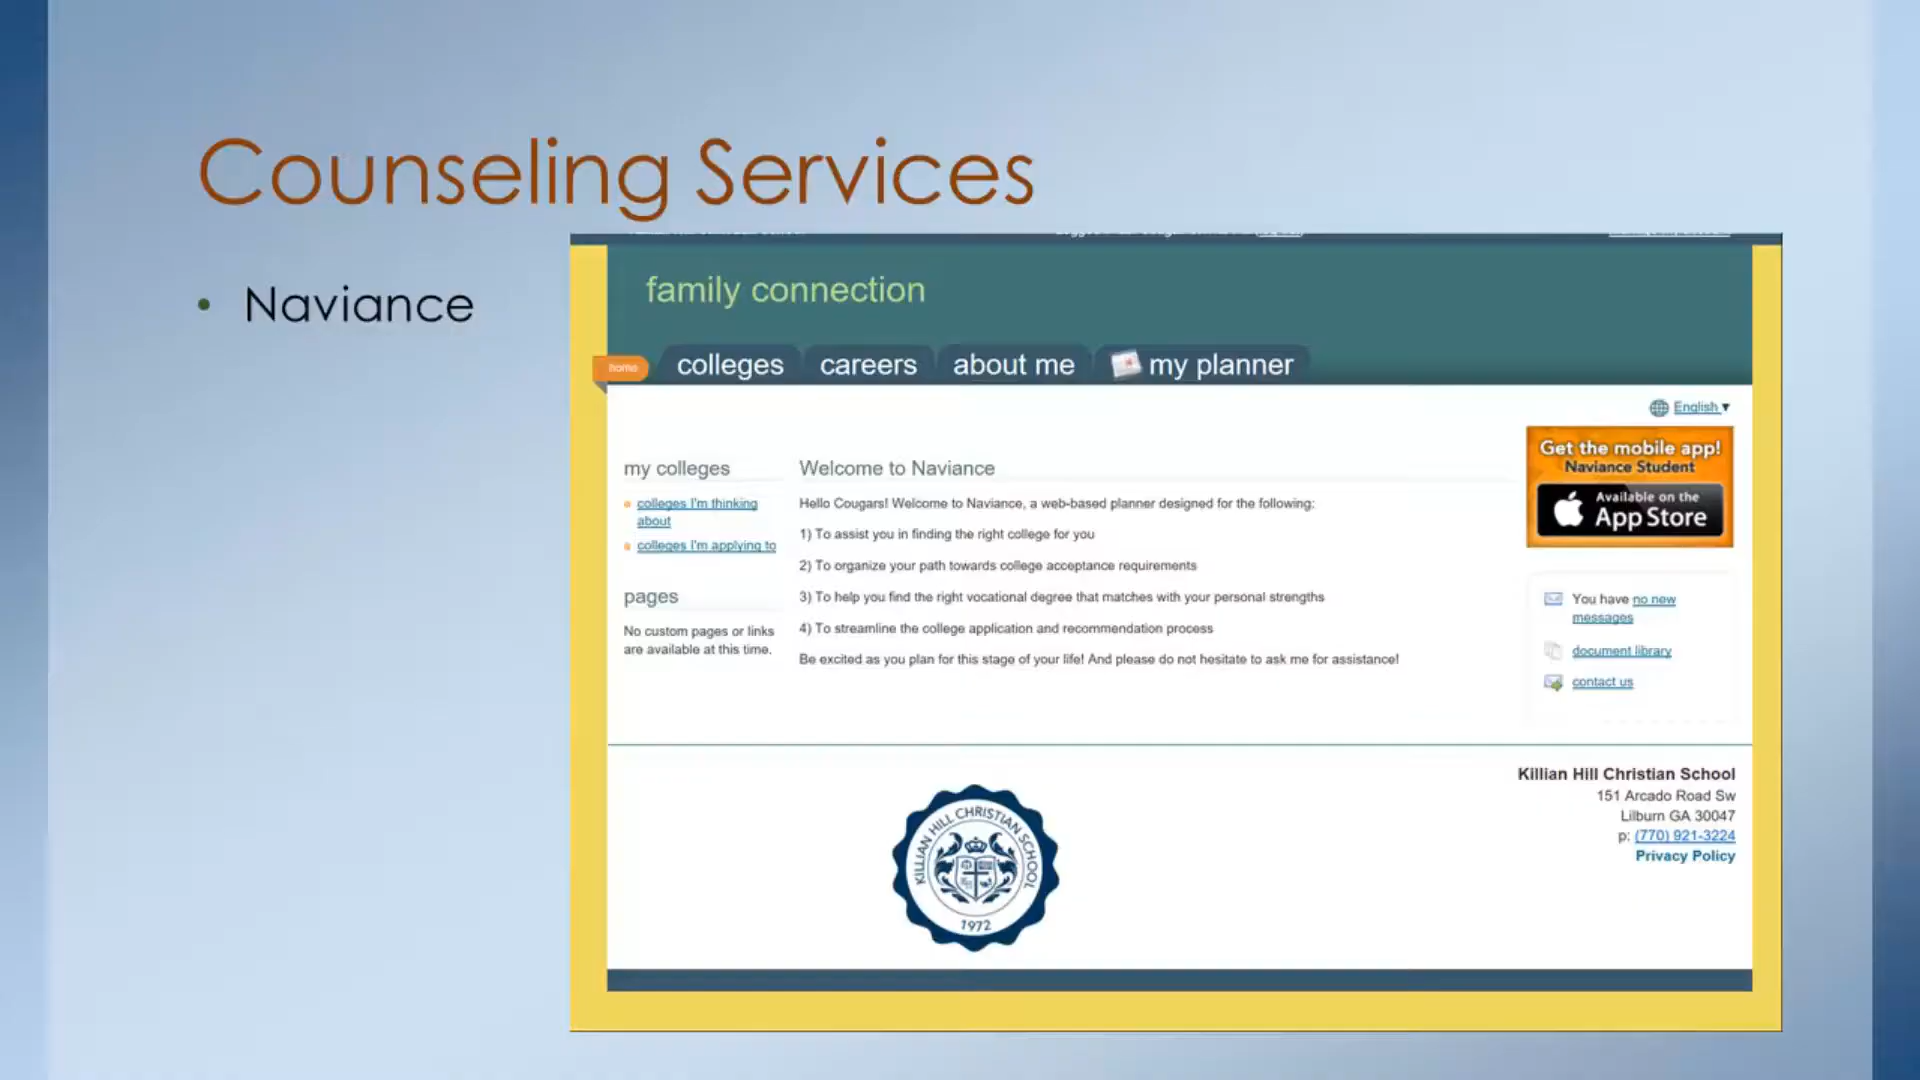 Counseling Services
• Naviance
family connection
home
colleges
careers
about me
my planner
English
my colleges
colleges I'm thinking
about
colleges I'm applying to
pages
No custom pages or links
are available at this time.
Welcome to Naviance
Hello Cougars! Welcome to Naviance, a web-based planner designed for the following:
1) To assist you in finding the right college for you
2) To organize your path towards college acceptance requirements
3) To help you find the right vocational degree that matches with your personal strengths
4) To streamline the college application and recommendation process
Be excited as you plan for this stage of your life! And please do not hesitate to ask me for assistance!
Get the mobile app!
Naviance Student
Available on the
App Store
You have no new
messages
document library
contact us
KILLIAN HILL CHRISTIAN SCHOOL
1972
Killian Hill Christian School
151 Arcado Road Sw
Lilburn GA 30047
p: (770) 921-3224
Privacy Policy